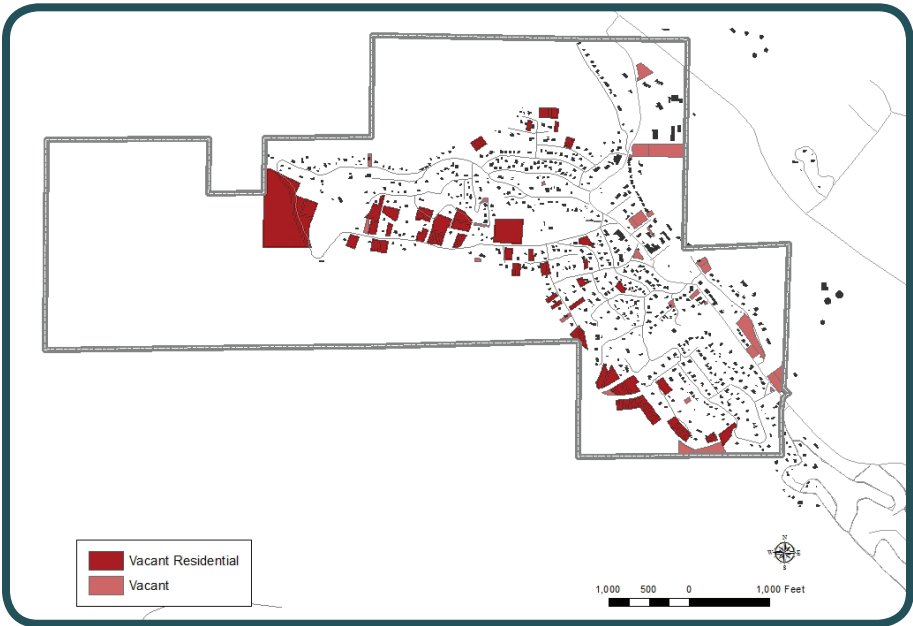 Vacant Residential
Vacant
N
W E
S
1,000 500 0 1,000 Feet